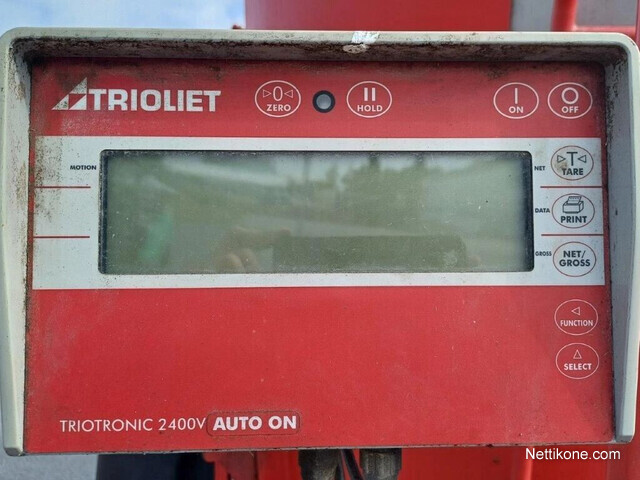 TRIOLIET
▷0◁ ZERO
HOLD
ON
OFF
MOTION
NET
▷T◁ TARE
DATA
PRINT
GROSS
NET/
GROSS
FUNCTION
SELECT
TRIOTRONIC 2400V AUTO ON
Nettikone.com